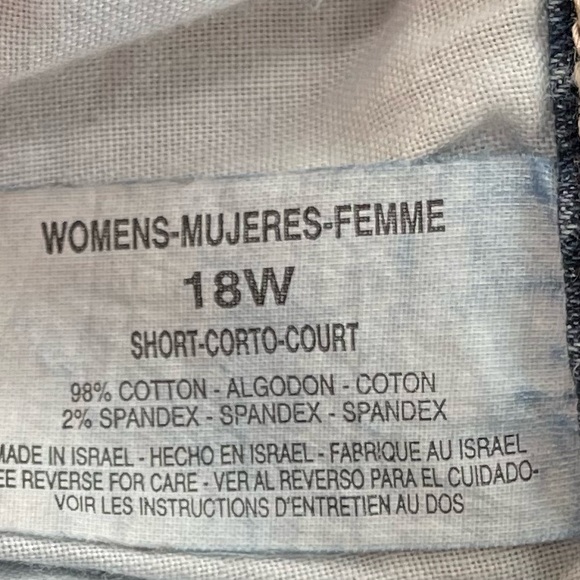 WOMENS-MUJERES-FEMME
18W
SHORT-CORTO-COURT
98% COTTON - ALGODON - COTON
2% SPANDEX - SPANDEX - SPANDEX
MADE IN ISRAEL - HECHO EN ISRAEL - FABRIQUE AU ISRAEL
EE REVERSE FOR CARE - VER AL REVERSO PARA EL CUIDADO-
VOIR LES INSTRUCTIONS D'ENTRETIEN AU DOS